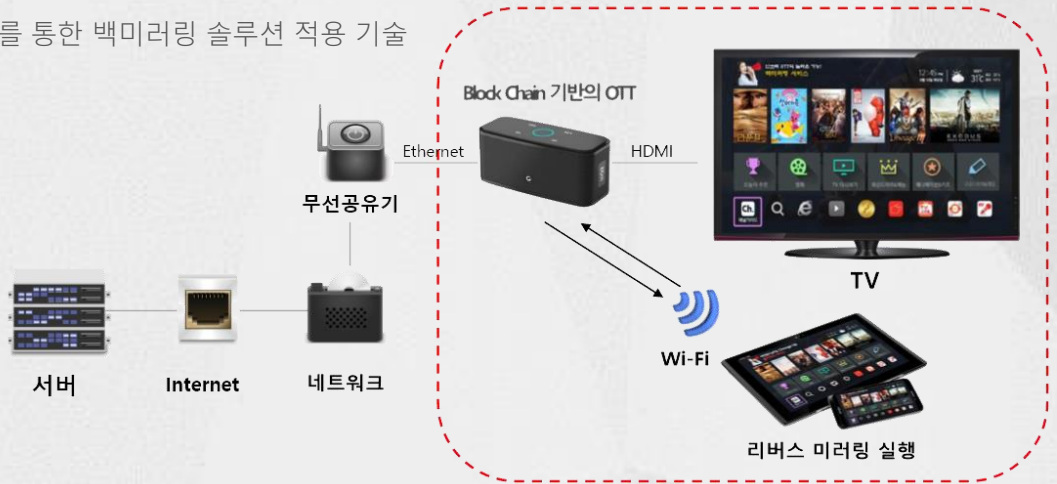 를 통한 백미러링 솔루션 적용 기술
Block Chain 기반의 OTT
Ethernet
HDMI
무선공유기
TV
Wi-Fi
서버
Internet
네트워크
리버스 미러링 실행
Ch.